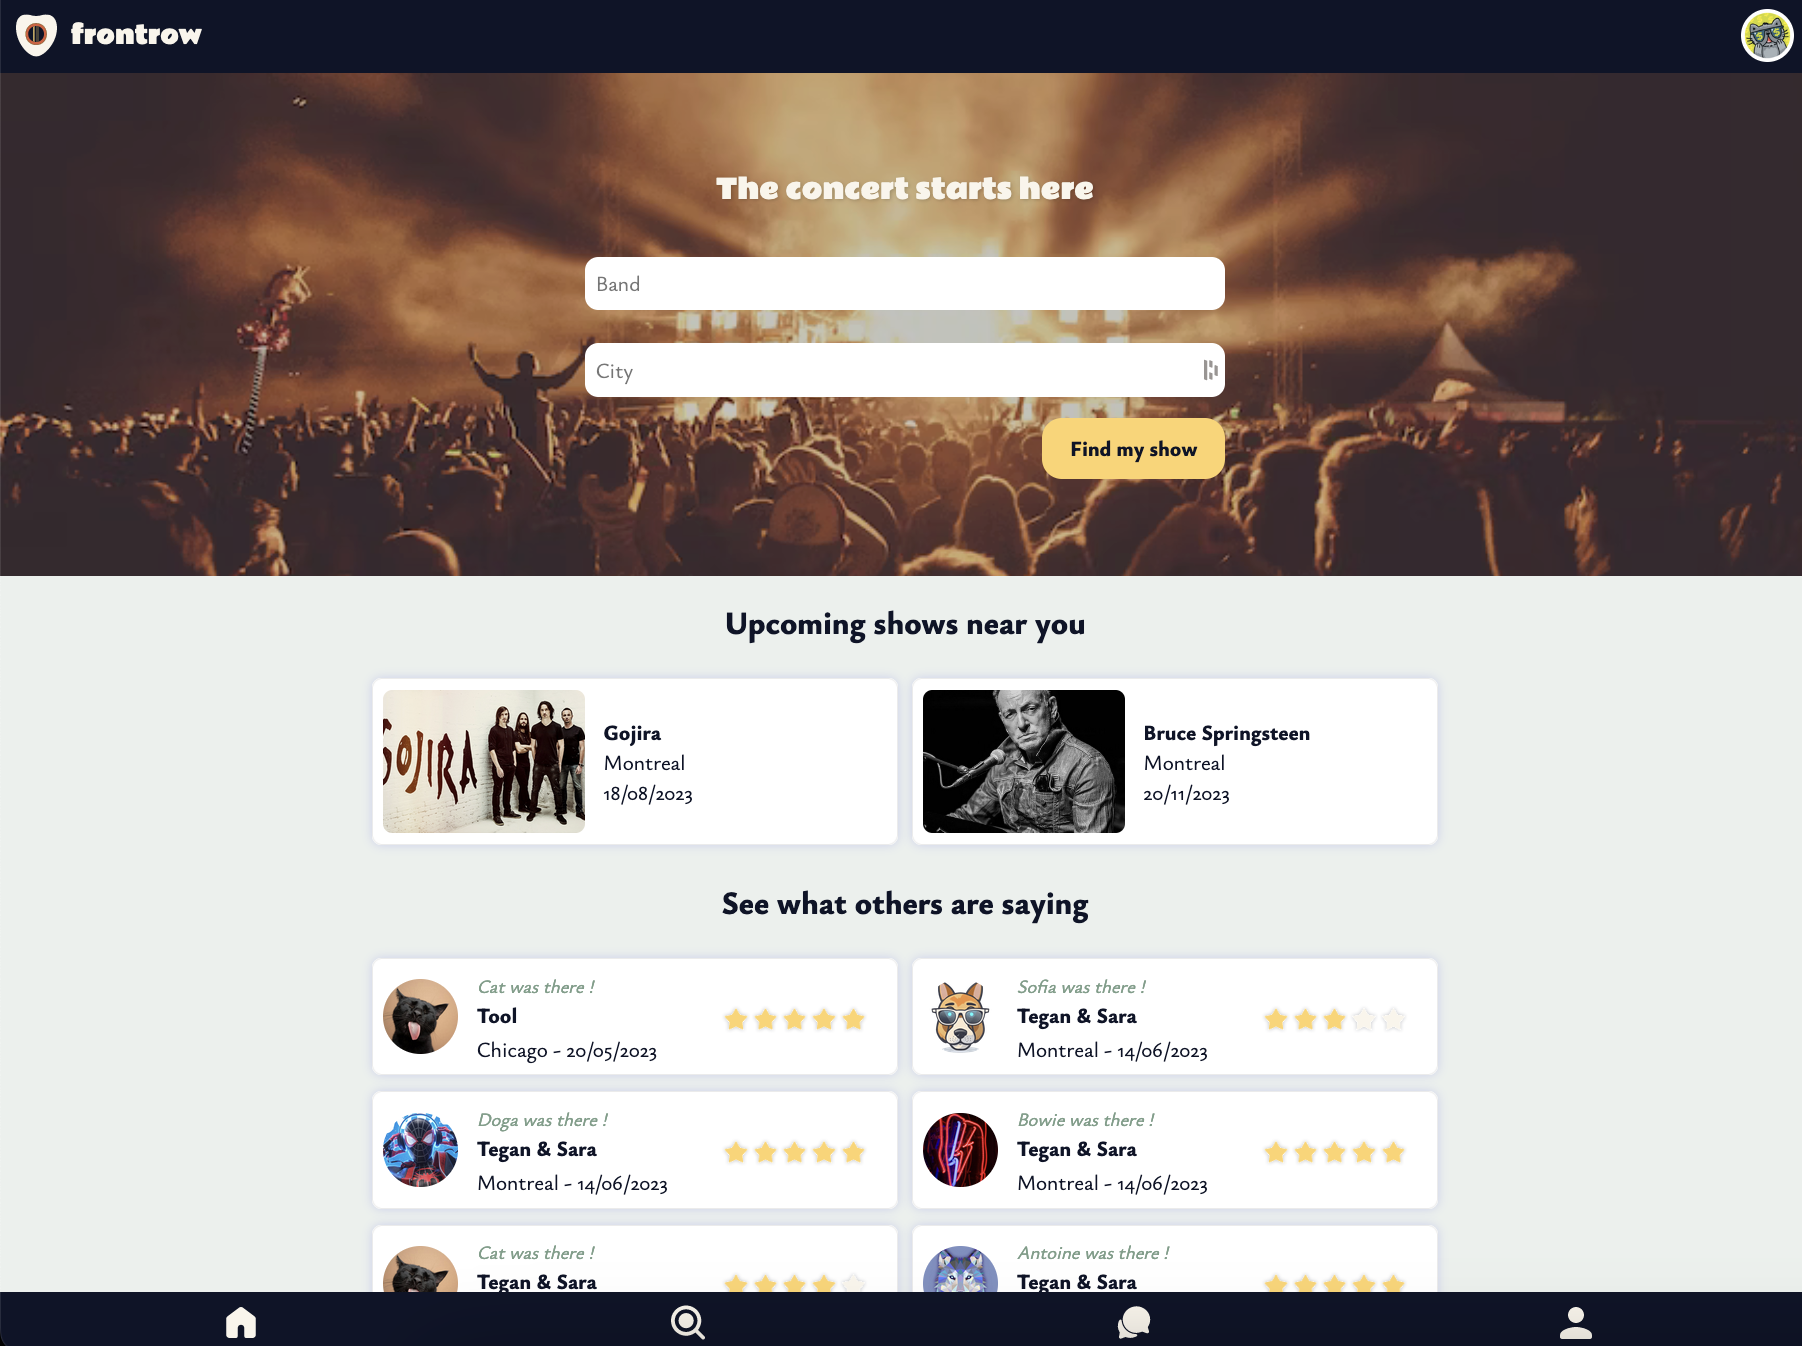 frontrow
The concert starts here
Band
City
Find my show
Upcoming shows near you
GOJIRA
Gojira
Montreal
18/08/2023
Bruce Springsteen
Montreal
20/11/2023
See what others are saying
Cat was there !
Tool
Chicago - 20/05/2023
Sofia was there !
Tegan & Sara
Montreal - 14/06/2023
Doga was there !
Tegan & Sara
Montreal - 14/06/2023
Bowie was there !
Tegan & Sara
Montreal - 14/06/2023
Cat was there !
Tegan & Sara
Antoine was there !
Tegan & Sara